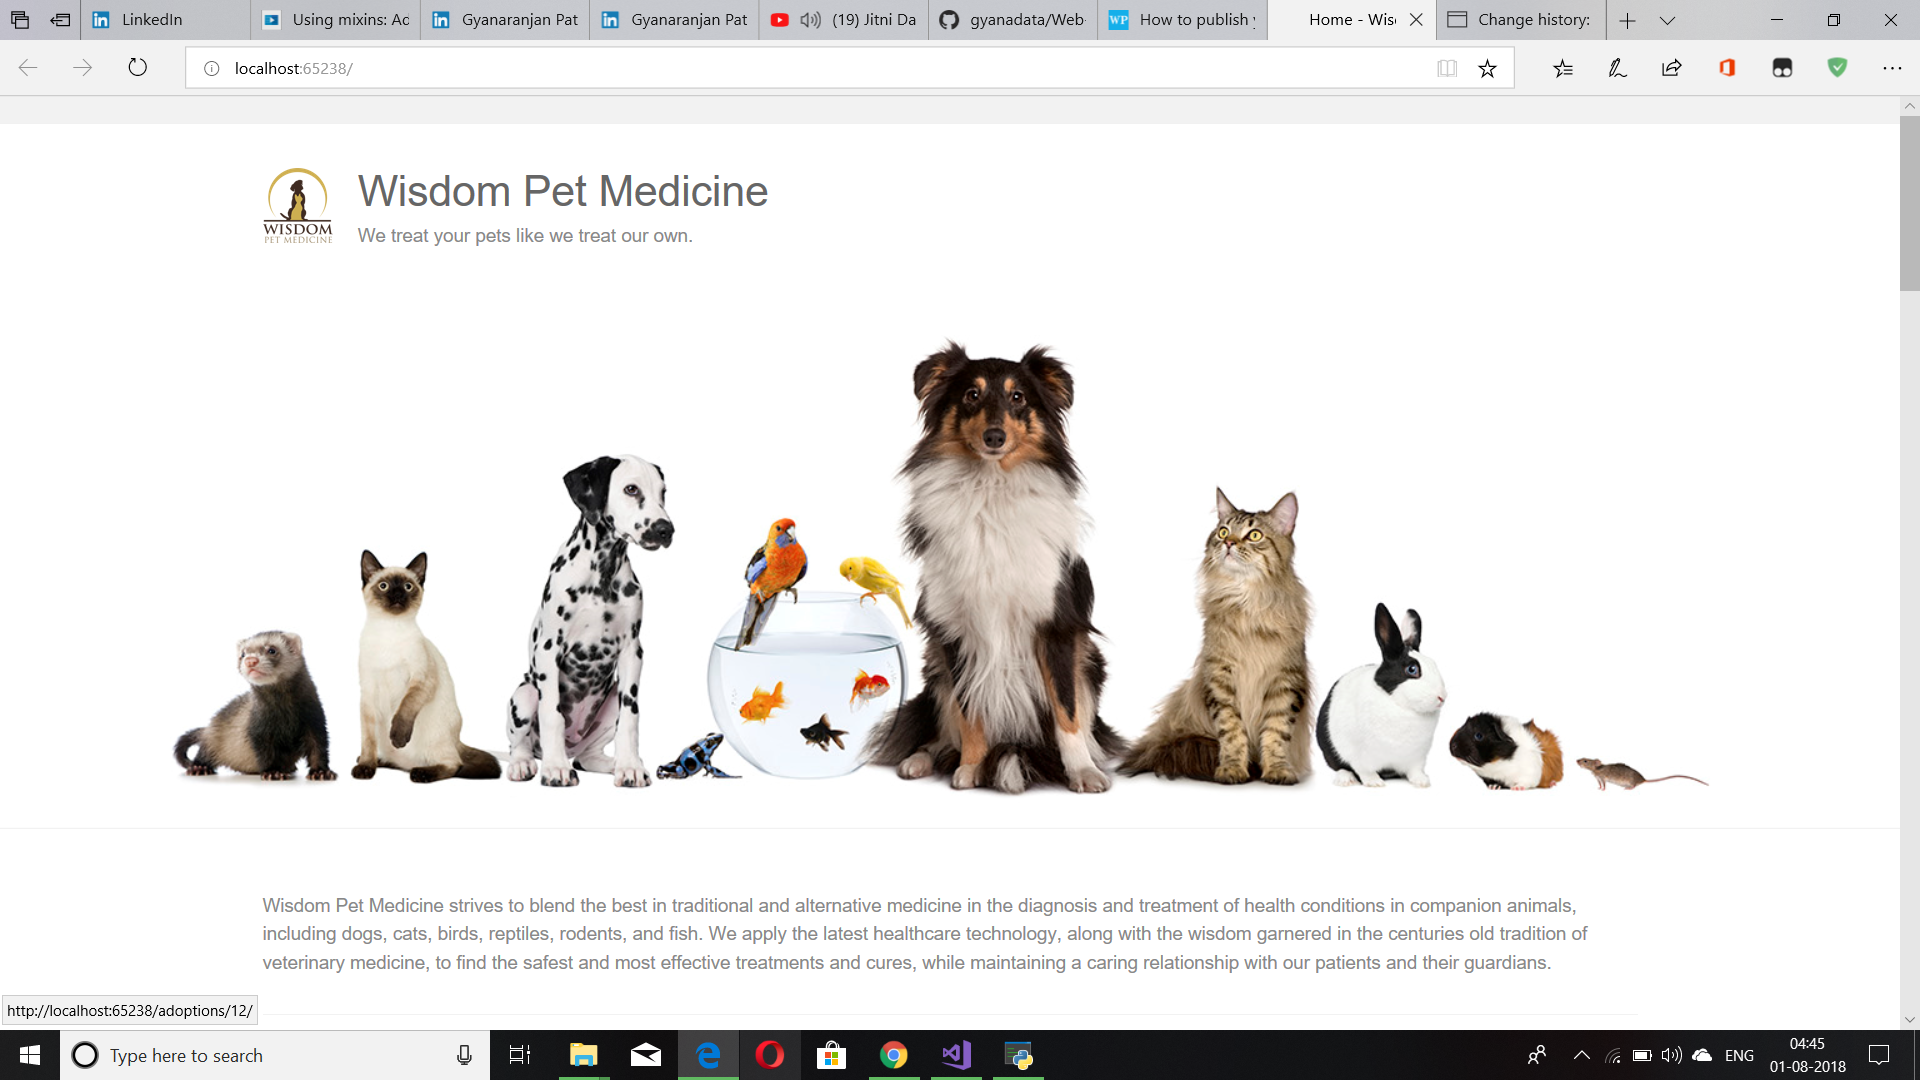 LinkedIn
Using mixins: Ad
Gyanaranjan Pat
Gyanaranjan Pat
(19) Jitni Da
gyanadata/Web-
WP
How to publish y
Home - Wisd
Change history:
localhost:65238/
WISDOM
PET MEDICINE
Wisdom Pet Medicine
We treat your pets like we treat our own.
Wisdom Pet Medicine strives to blend the best in traditional and alternative medicine in the diagnosis and treatment of health conditions in companion animals,
including dogs, cats, birds, reptiles, rodents, and fish. We apply the latest healthcare technology, along with the wisdom garnered in the centuries old tradition of
veterinary medicine, to find the safest and most effective treatments and cures, while maintaining a caring relationship with our patients and their guardians.
http://localhost:65238/adoptions/12/
Type here to search
ENG
04:45
01-08-2018